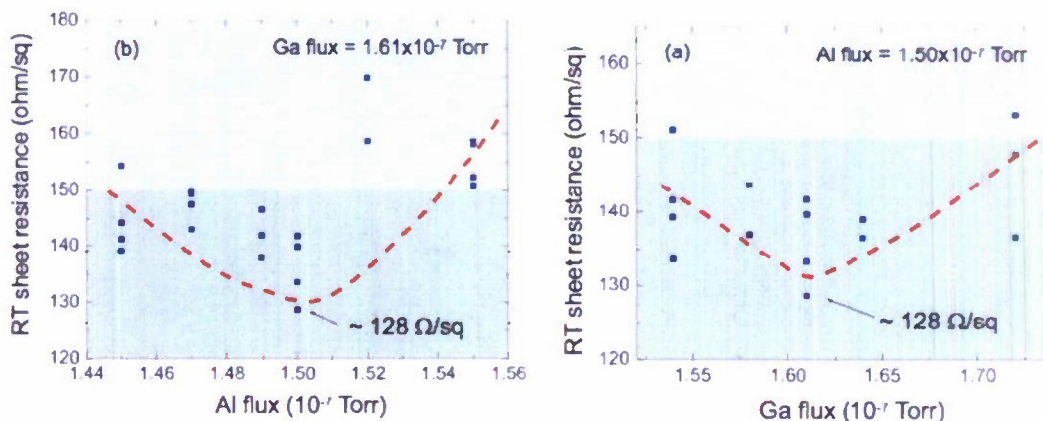 (b)
Ga flux = 1.61x10⁻⁷ Torr
RT sheet resistance (ohm/sq)
180
170
160
150
140
130
120
~ 128 Ω/sq
1.44
1.46
1.48
1.50
1.52
1.54
1.56
Al flux (10⁻⁷ Torr)
(a)
Al flux = 1.50x10⁻⁷ Torr
RT sheet resistance (ohm/sq)
160
150
140
130
120
~ 128 Ω/sq
1.55
1.60
1.65
1.70
Ga flux (10⁻⁷ Torr)